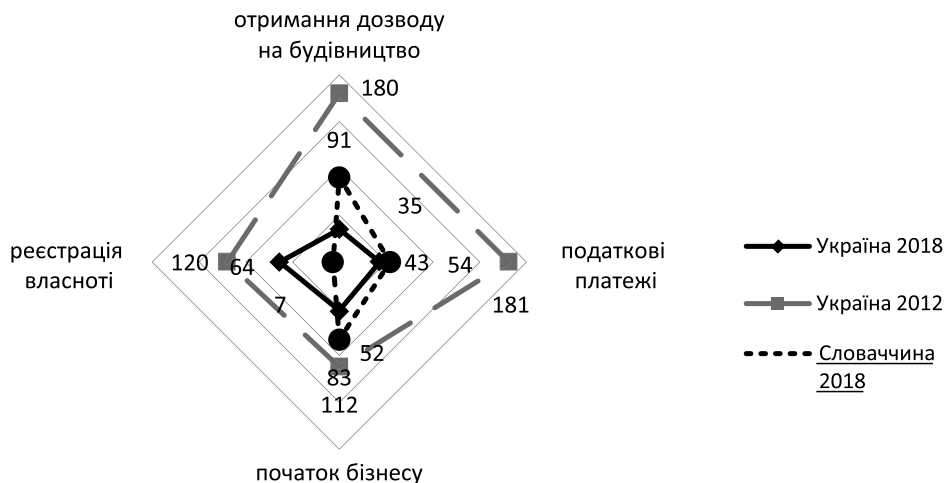 отримання дозволу
на будівництво
180
91
35
реєстрація
власноті
120
64
7
43
54
181
податкові
платежі
52
83
112
початок бізнесу
Україна 2018
Україна 2012
Словаччина
2018